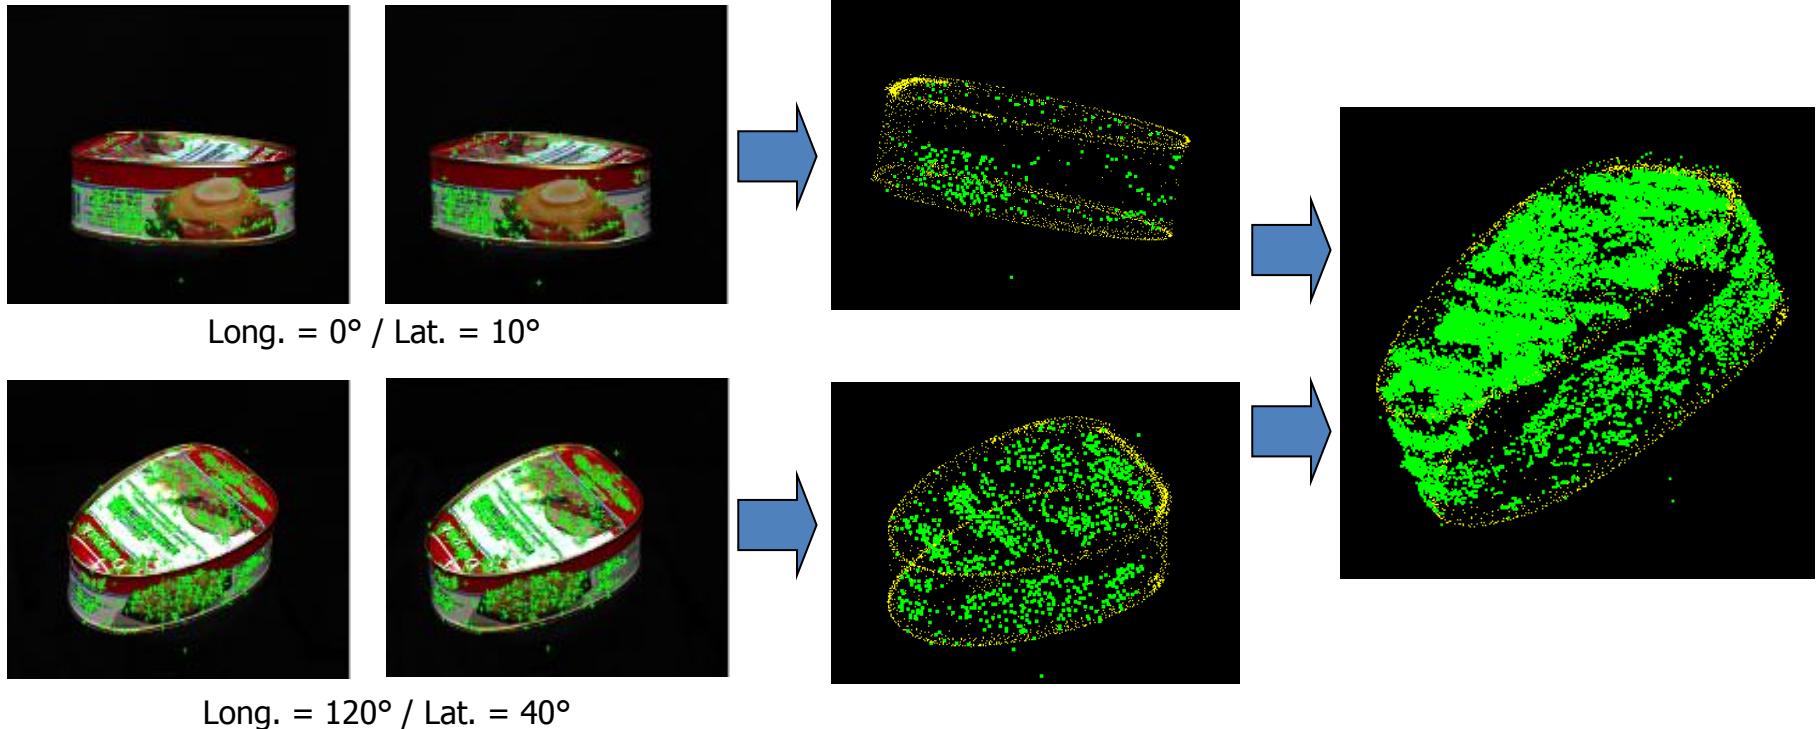 Long. = 0° / Lat. = 10°
Long. = 120° / Lat. = 40°